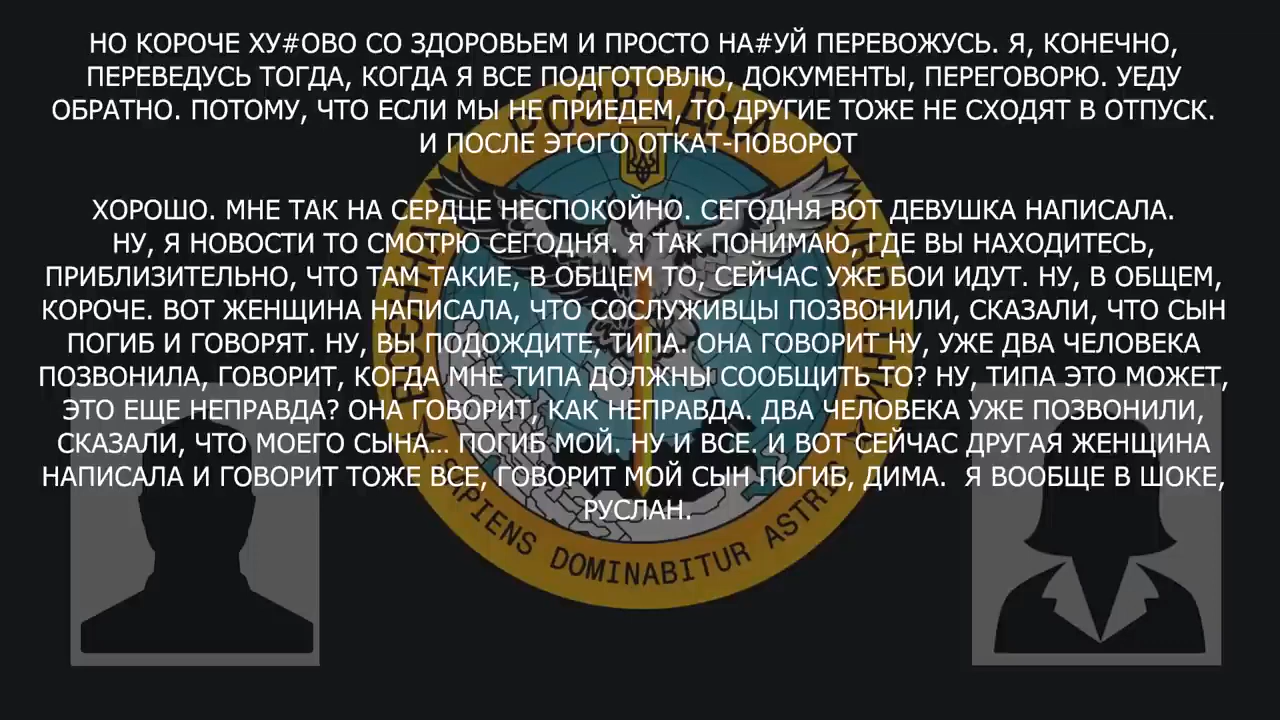 НО КОРОЧЕ ХУ#ОВО СО ЗДОРОВЬЕМ И ПРОСТО НА#УЙ ПЕРЕВОЖУСЬ. Я, КОНЕЧНО,
ПЕРЕВЕДУСЬ ТОГДА, КОГДА Я ВСЕ ПОДГОТОВЛЮ, ДОКУМЕНТЫ, ПЕРЕГОВОРЮ. УЕДУ
ОБРАТНО. ПОТОМУ, ЧТО ЕСЛИ МЫ НЕ ПРИЕДЕМ, ТО ДРУГИЕ ТОЖЕ НЕ СХОДЯТ В ОТПУСК.
И ПОСЛЕ ЭТОГО ОТКАТ-ПОВОРОТ
ХОРОШО. МНЕ ТАК НА СЕРДЦЕ НЕСПОКОЙНО. СЕГОДНЯ ВОТ ДЕВУШКА НАПИСАЛА.
НУ, Я НОВОСТИ ТО СМОТРЮ СЕГОДНЯ. Я ТАК ПОНИМАЮ, ГДЕ ВЫ НАХОДИТЕСЬ,
ПРИБЛИЗИТЕЛЬНО, ЧТО ТАМ ТАКИЕ, В ОБЩЕМ ТО, СЕЙЧАС УЖЕ БОИ ИДУТ. НУ, В ОБЩЕМ,
КОРОЧЕ. ВОТ ЖЕНЩИНА НАПИСАЛА, ЧТО СОСЛУЖИВЦЫ ПОЗВОНИЛИ, СКАЗАЛИ, ЧТО СЫН
ПОГИБ И ГОВОРЯТ. НУ, ВЫ ПОДОЖДИТЕ, ТИПА. ОНА ГОВОРИТ НУ, УЖЕ ДВА ЧЕЛОВЕКА
ПОЗВОНИЛА, ГОВОРИТ, КОГДА МНЕ ТИПА ДОЛЖНЫ СООБЩИТЬ ТО? НУ, ТИПА ЭТО МОЖЕТ,
ЭТО ЕЩЕ НЕПРАВДА? ОНА ГОВОРИТ, КАК НЕПРАВДА. ДВА ЧЕЛОВЕКА УЖЕ ПОЗВОНИЛИ,
СКАЗАЛИ, ЧТО МОЕГО СЫНА... ПОГИБ МОЙ. НУ И ВСЕ. И ВОТ СЕЙЧАС ДРУГАЯ ЖЕНЩИНА
НАПИСАЛА И ГОВОРИТ ТОЖЕ ВСЕ, ГОВОРИТ МОЙ СЫН ПОГИБ, ДИМА. Я ВООБЩЕ В ШОКЕ,
РУСЛАН.
SAPIENS DOMINABITUR ASTRIS